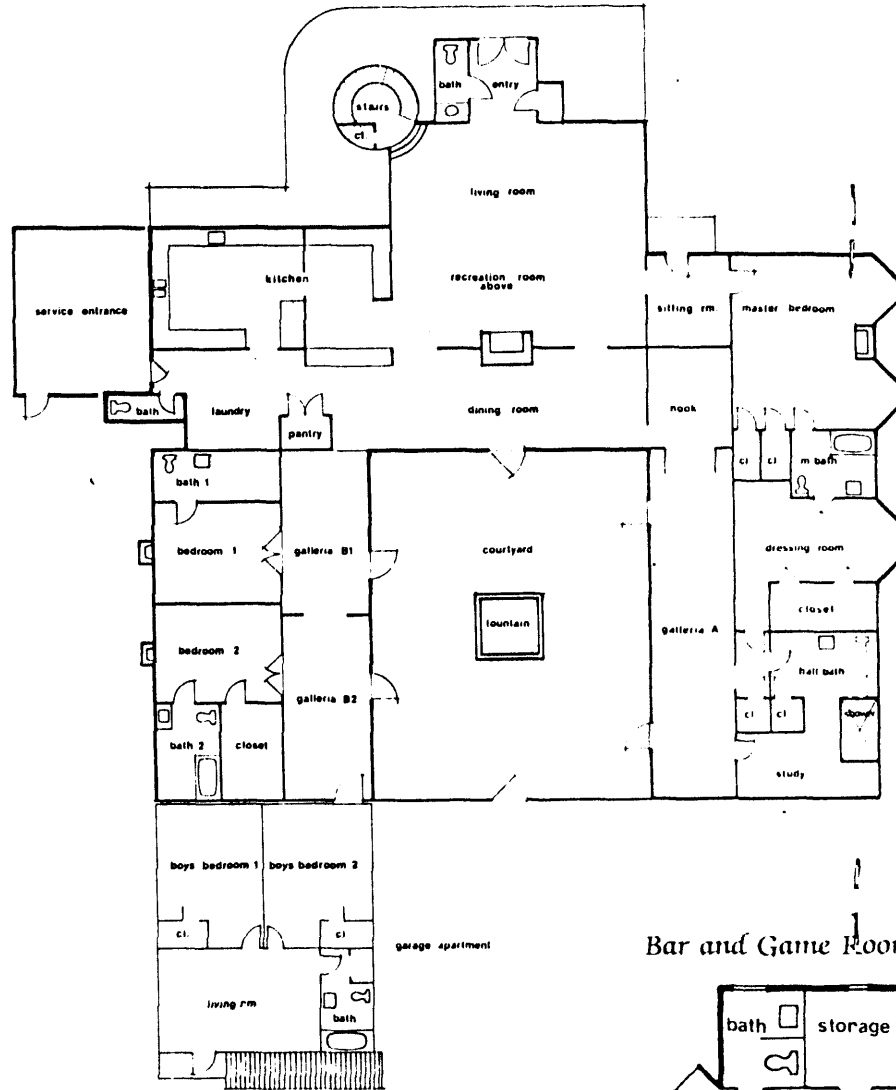 bath
entry
stairs
cl.
living room
kitchen
recreation room
above
service entrance
sitting rm.
master bedroom
bath
laundry
dining room
nook
pantry
cl
cl
m bath
bath 1
bedroom 1
galleria B1
courtyard
dressing room
fountain
closet
galleria A
bedroom 2
hall bath
galleria B2
cl
cl
shower
bath 2
closet
study
boys bedroom 1
boys bedroom 2
cl.
cl
garage apartment
living rm
bath
Bar and Game Room
bath
storage